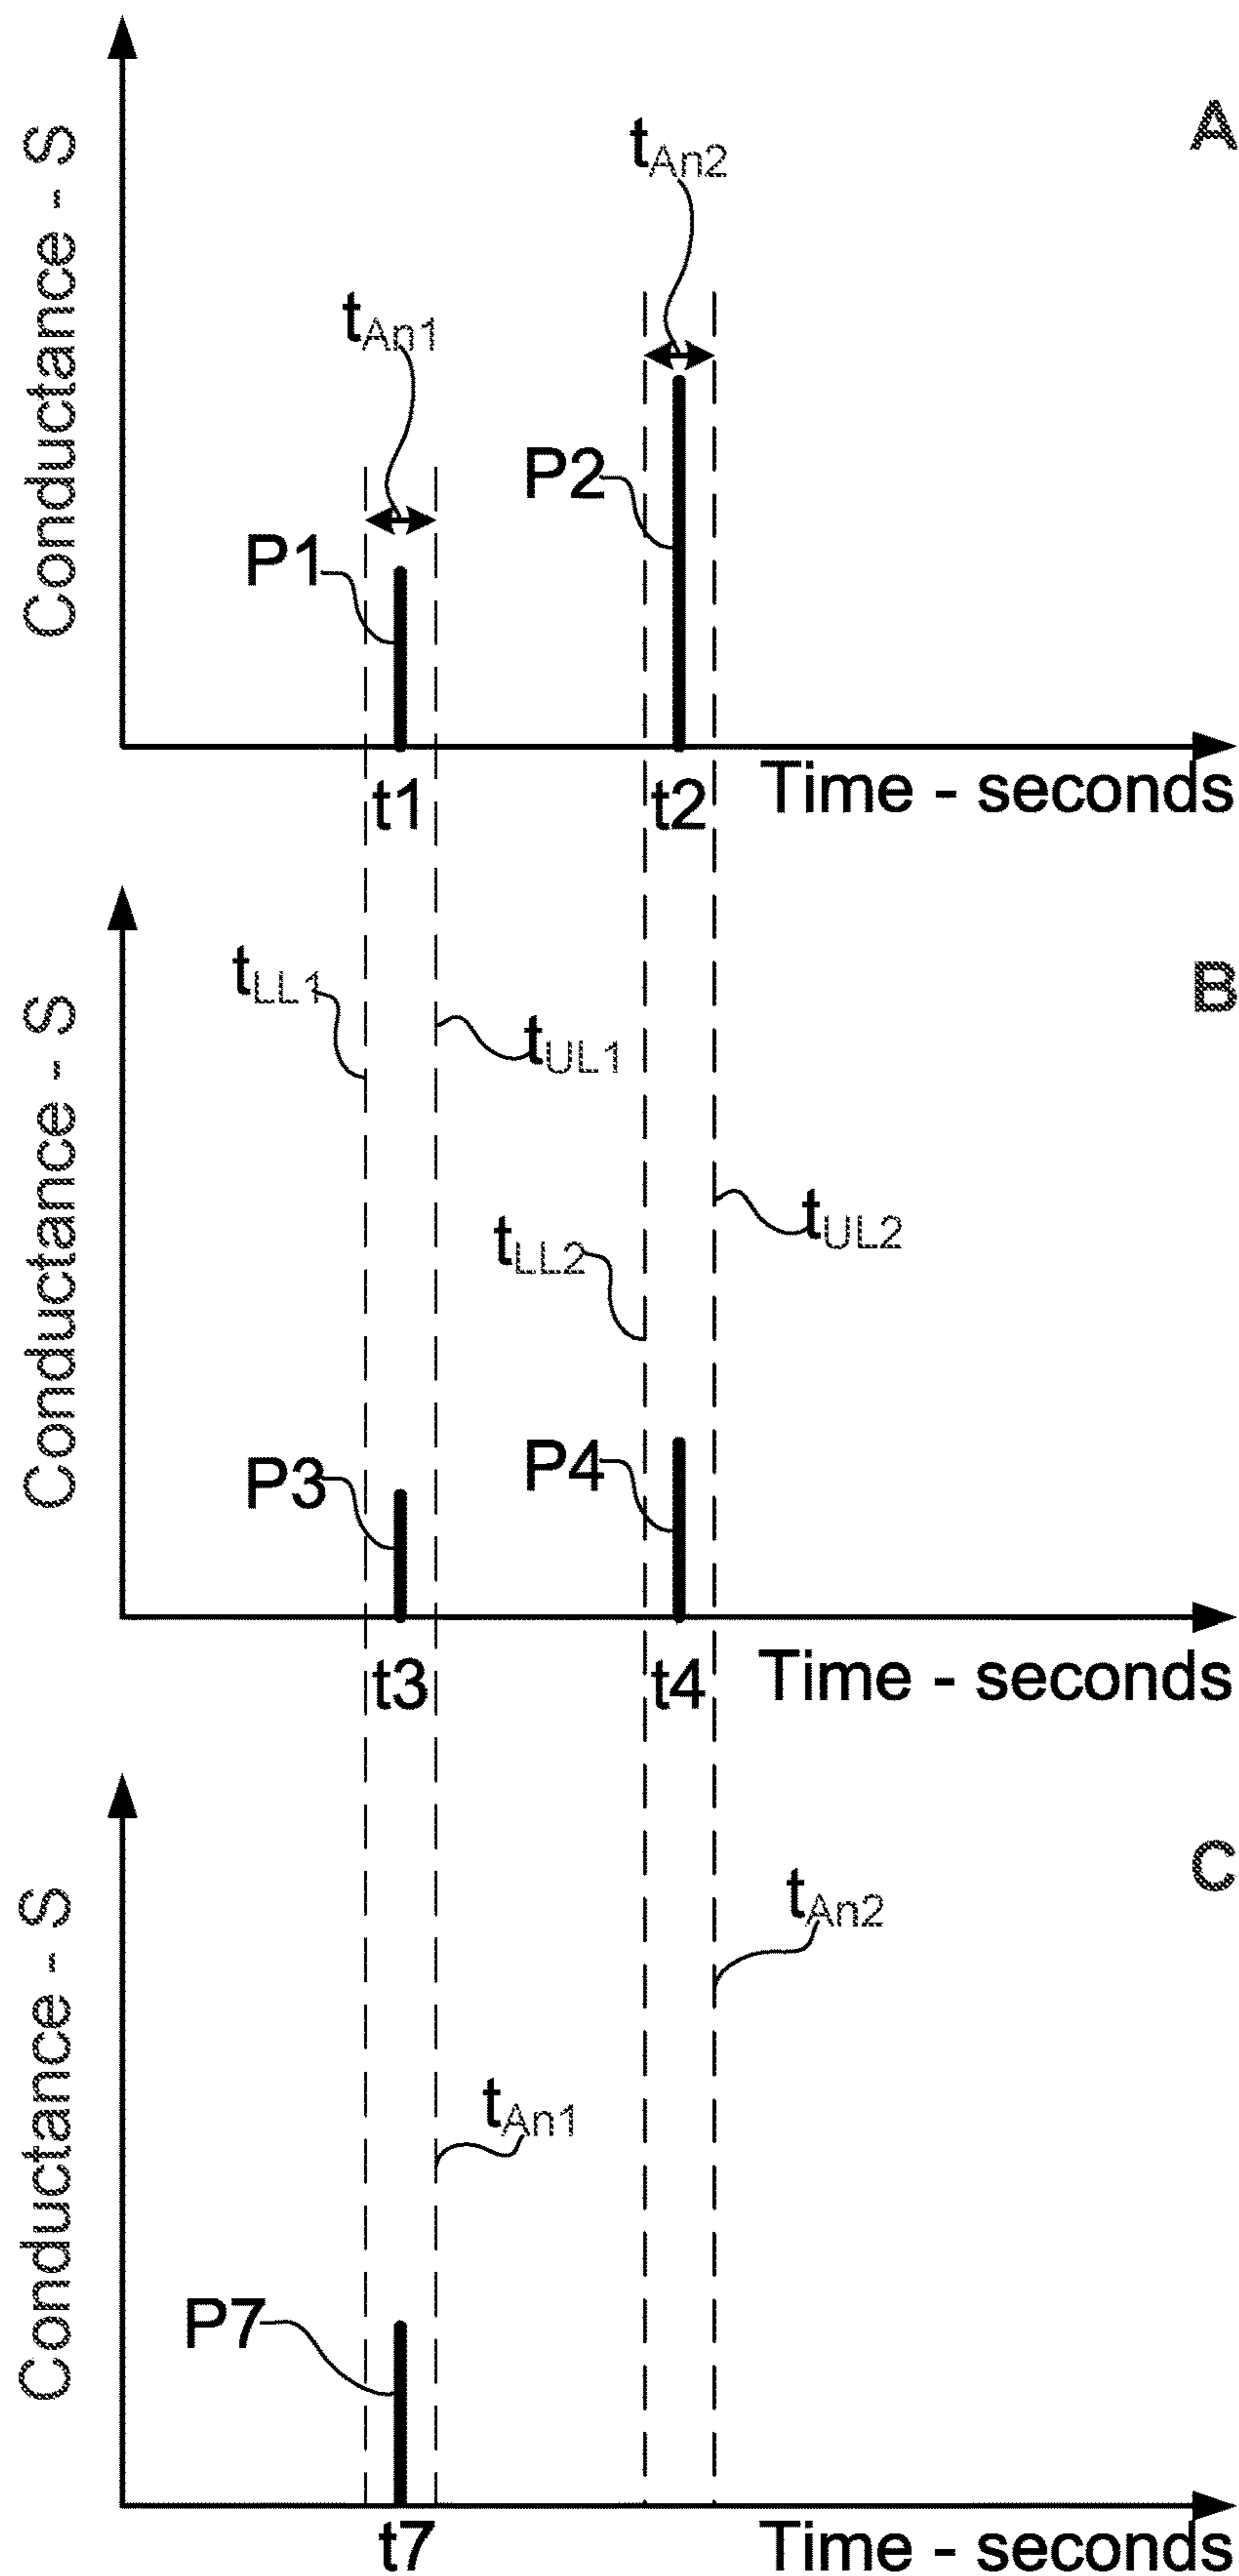 A
Conductance - S
tAn2
tAn1
P2
P1
t1
t2
Time - seconds
B
Conductance - S
tLL1
tUL1
tUL2
tLL2
P3
P4
t3
t4
Time - seconds
C
Conductance - S
tAn2
tAn1
P7
t7
Time - seconds